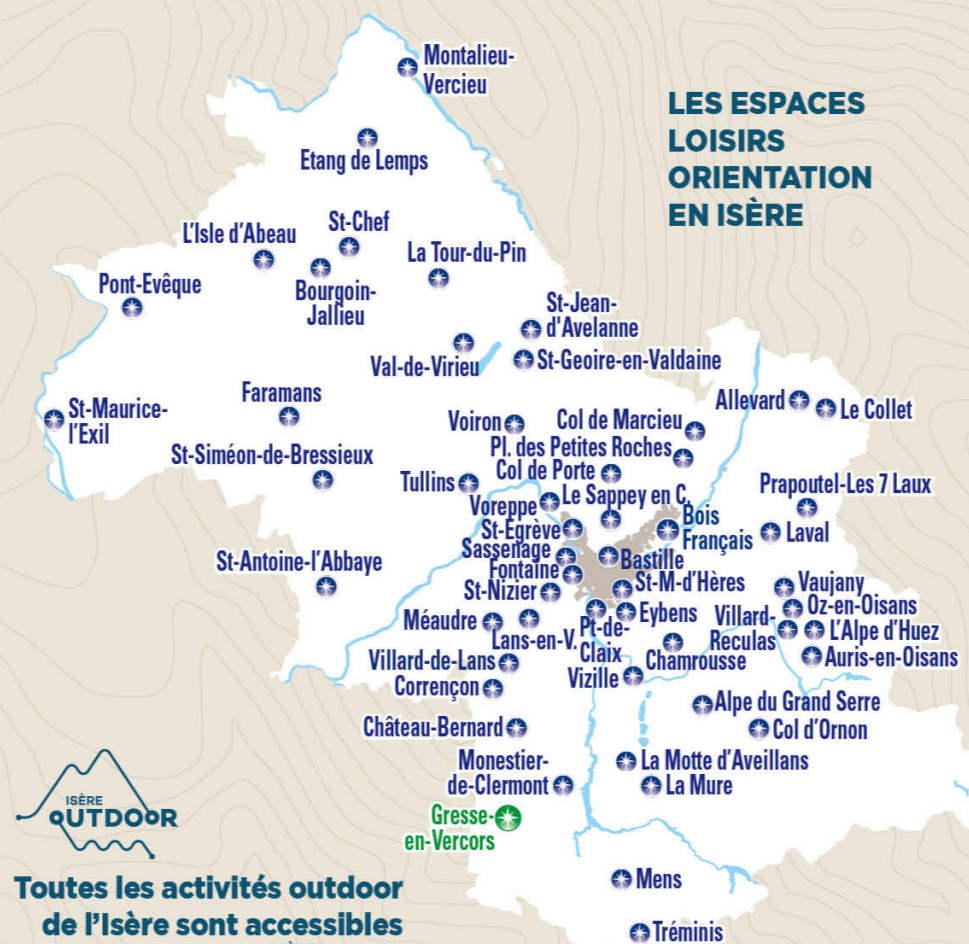 Montalieu-
Vercieu
LES ESPACES
LOISIRS
ORIENTATION
EN ISÈRE
Etang de Lemps
St-Chef
L'Isle d'Abeau
La Tour-du-Pin
Bourgoin-
Jallieu
Pont-Evêque
St-Jean-
d'Avelanne
Val-de-Virieu
St-Geoire-en-Valdaine
Faramans
St-Maurice-
l'Exil
Voiron
Col de Marcieu
Allevard
Le Collet
St-Siméon-de-Bressieux
Pl. des Petites Roches
Col de Porte
Tullins
Prapoutel-Les 7 Laux
Voreppe
Le Sappey en C.
Bois
Français
Laval
St-Egrève
Sassenage
Bastille
Fontaine
St-Antoine-l'Abbaye
St-Nizier
St-M-d'Hères
Vaujany
Oz-en-Oisans
Méaudre
Lans-en-V.
Pt-de-
Claix
Eybens
Villard-
Reculas
L'Alpe d'Huez
Chamrousse
Auris-en-Oisans
Villard-de-Lans
Vizille
Corrençon
Alpe du Grand Serre
Château-Bernard
Col d'Ornon
Monestier-
de-Clermont
La Motte d'Aveillans
La Mure
Gresse-
en-Vercors
ISÈRE
OUTDOOR
Mens
Toutes les activités outdoor
de l'Isère sont accessibles
Tréminis